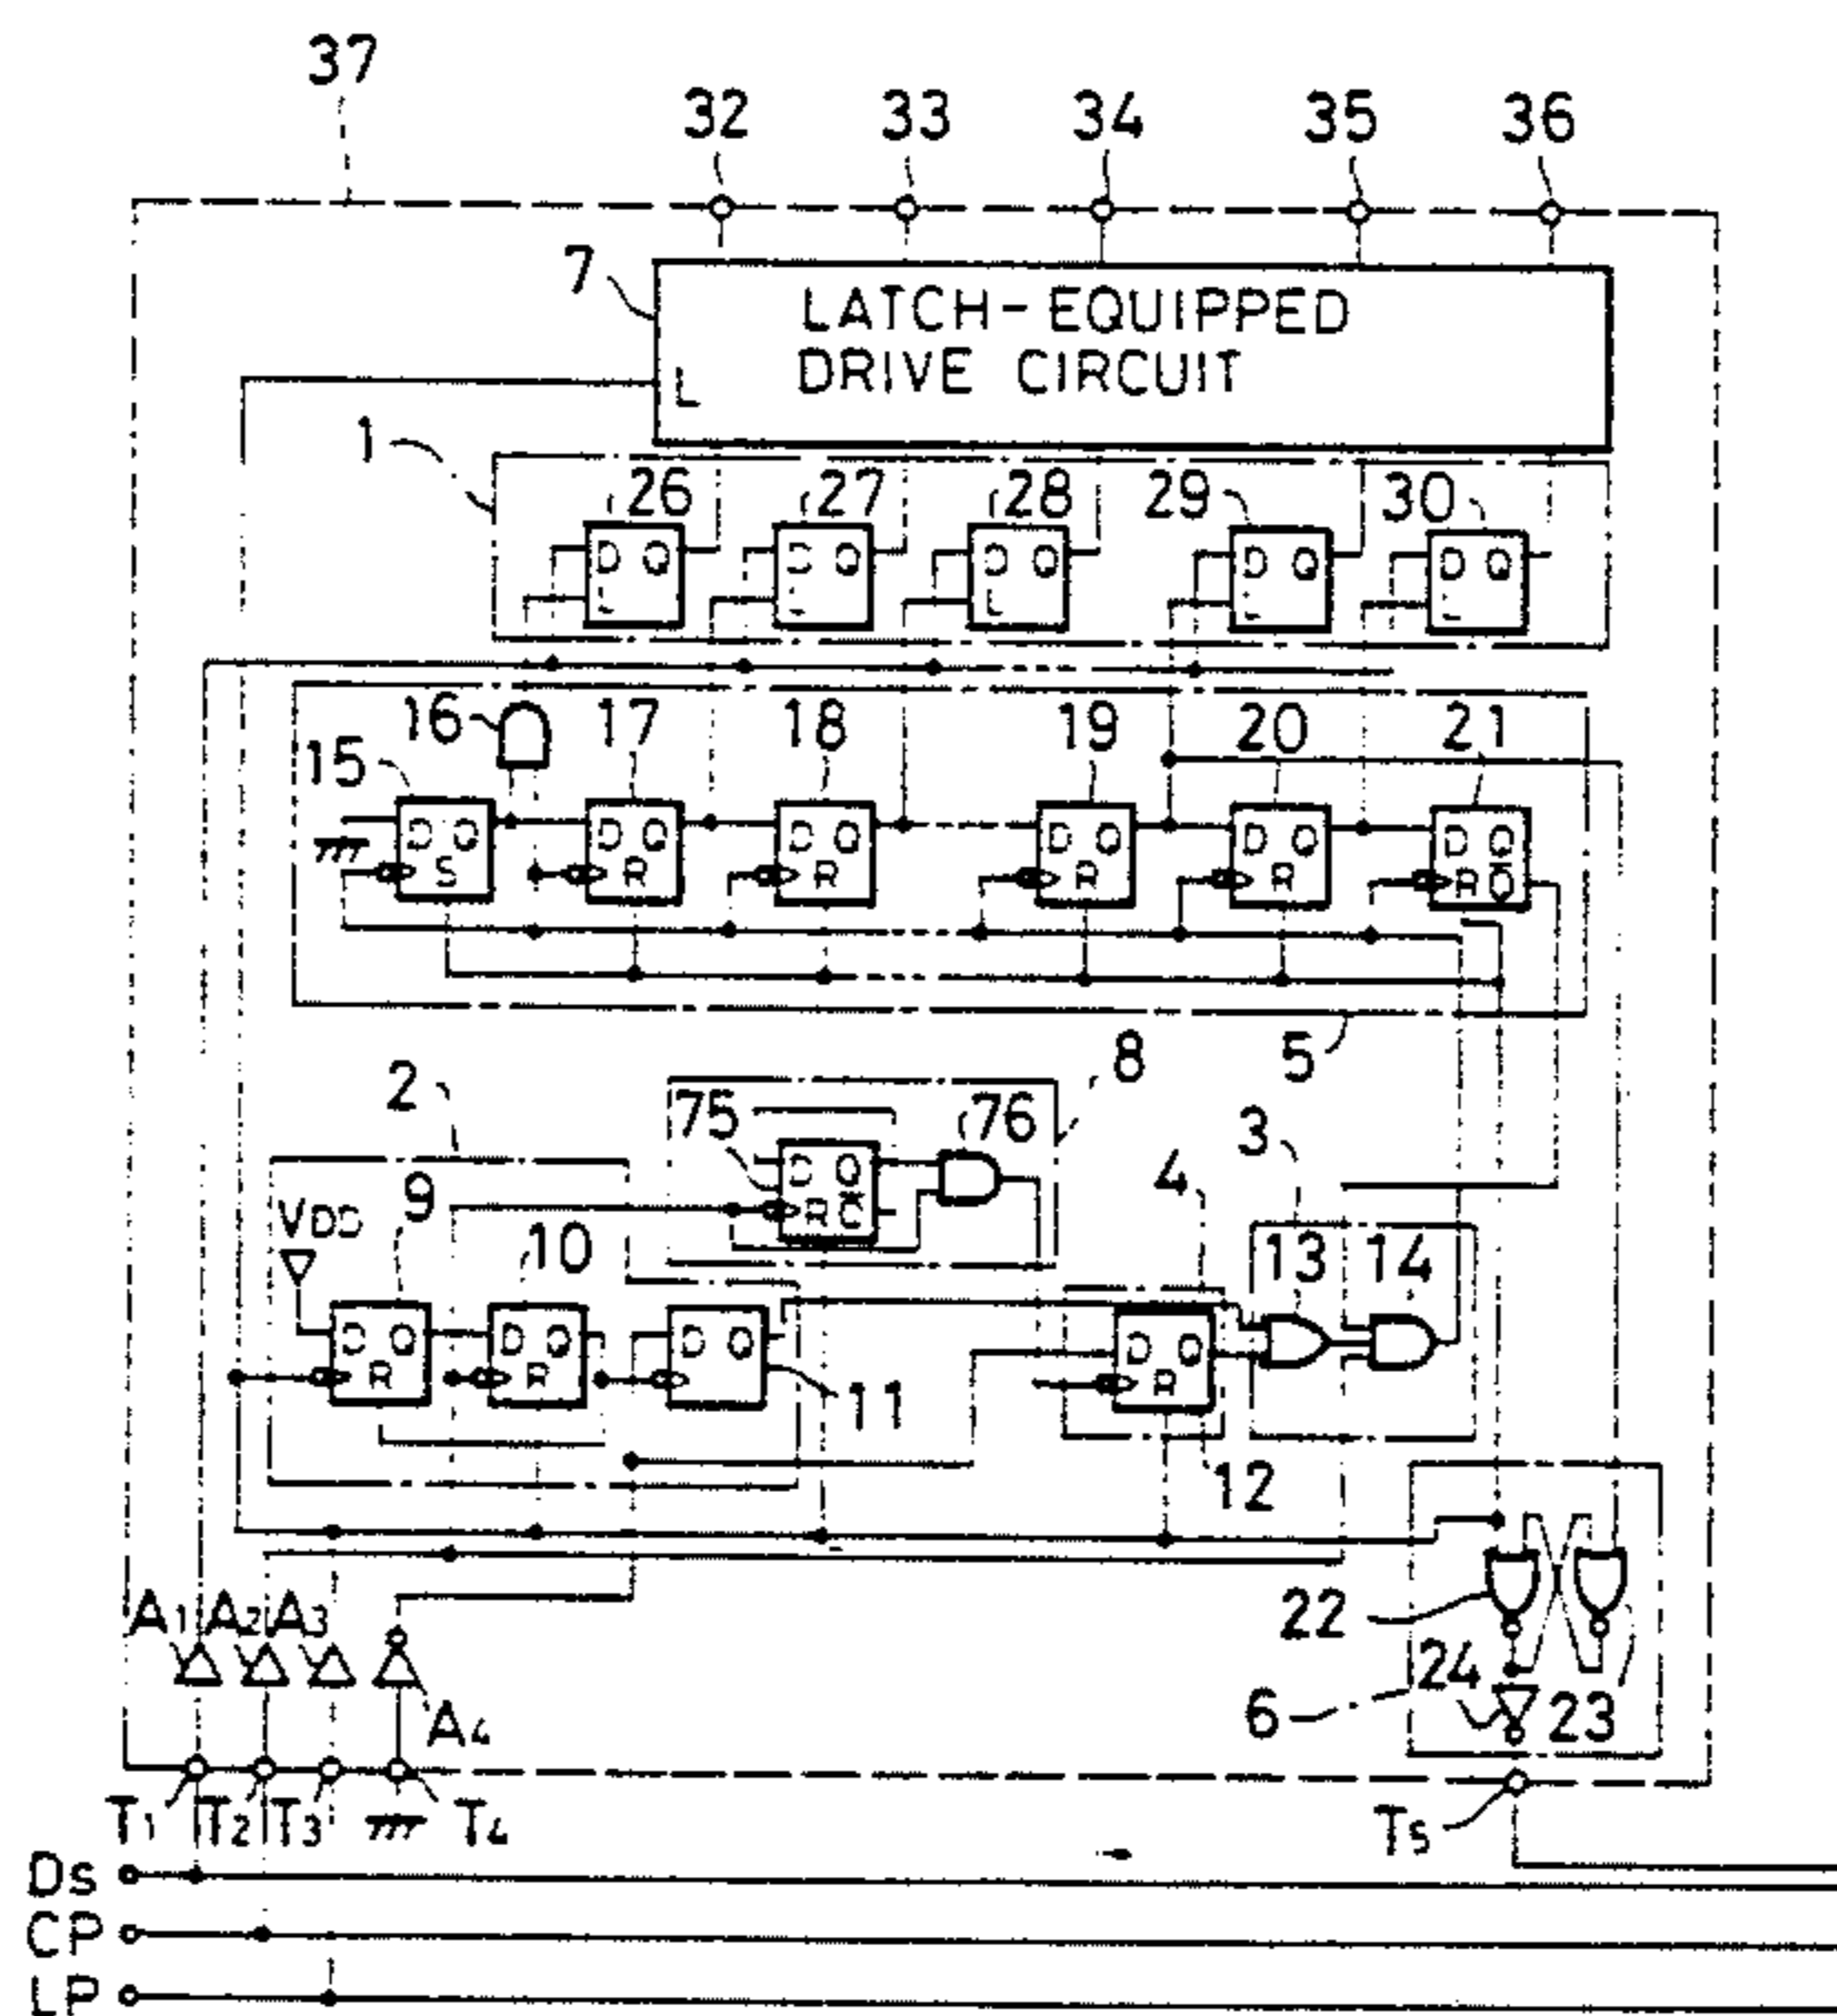 37
32 33 34 35 36
7
LATCH-EQUIPPED
DRIVE CIRCUIT
L
1
26 27 28 29 30
D Q D Q D Q D Q D Q
L L L L L
16 17 18 19 20 21
15
D Q D Q D Q D Q D Q D Q
S R R R R R Q
5
2 8
75 76 3
D Q 4
VDD 9 R Q
10 13 14
D Q D Q D Q D Q
R R R
11
12
A1 A2 A3 22
24
A4 6 23
T1 T2 T3 T4 T5
Ds
CP
LP